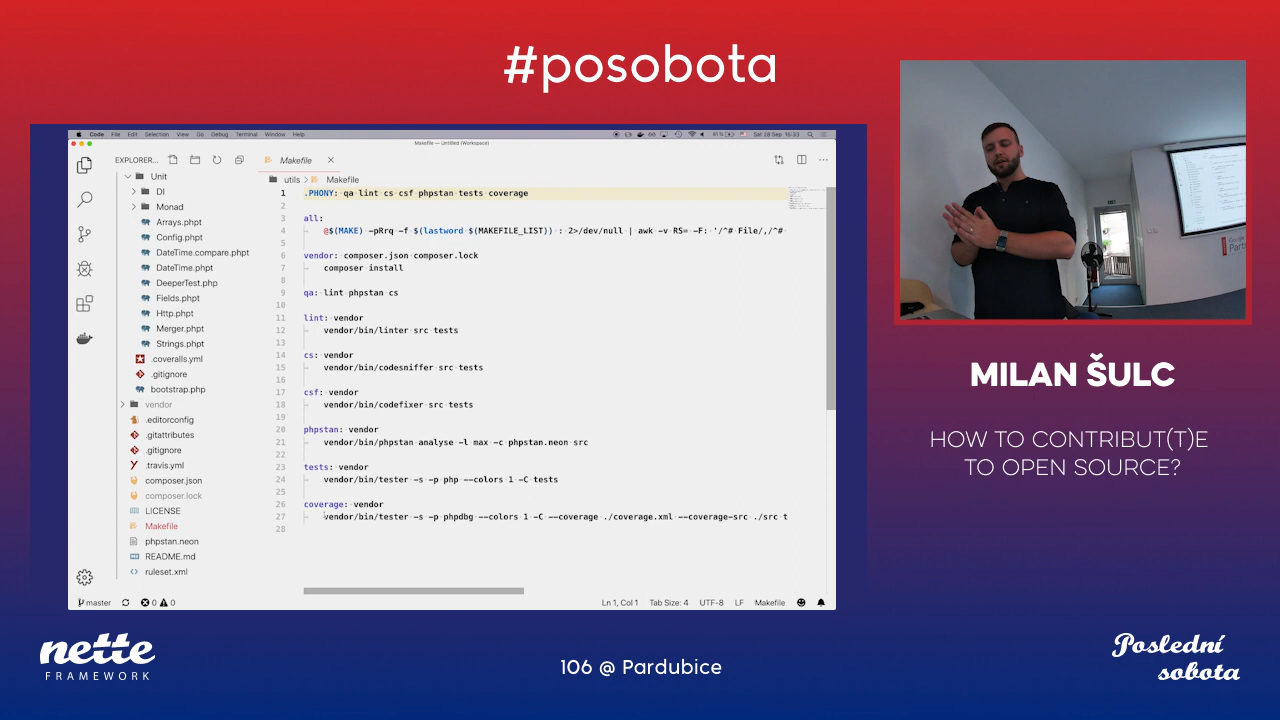 #posobota
Code File Edit Selection View Go Debug Terminal Window Help
Sat 28 Sep
Makefile — Untitled (Workspace)
EXPLORER...
Makefile
utils > Makefile
Unit
DI
Monad
Arrays.phpt
Config.phpt
DateTime.compare.phpt
DateTime.phpt
DeeperTest.php
Fields.phpt
Http.phpt
Merger.phpt
Strings.phpt
.coveralls.yml
.gitignore
bootstrap.php
vendor
.editorconfig
.gitattributes
.gitignore
.travis.yml
composer.json
composer.lock
LICENSE
Makefile
phpstan.neon
README.md
ruleset.xml
1 .PHONY: qa lint cs csf phpstan tests coverage
2
3 all:
4 @$(MAKE) -pRrq -f $(lastword $(MAKEFILE_LIST)) : 2>/dev/null | awk -v RS= -F: '/^# File/,/^#
5
6 vendor: composer.json composer.lock
7 composer install
8
9 qa: lint phpstan cs
10
11 lint: vendor
12 vendor/bin/linter src tests
13
14 cs: vendor
15 vendor/bin/codesniffer src tests
16
17 csf: vendor
18 vendor/bin/codefixer src tests
19
20 phpstan: vendor
21 vendor/bin/phpstan analyse -l max -c phpstan.neon src
22
23 tests: vendor
24 vendor/bin/tester -s -p php --colors 1 -C tests
25
26 coverage: vendor
27 vendor/bin/tester -s -p phpdbg --colors 1 -C --coverage ./coverage.xml --coverage-src ./src t
28
master 0 0
Ln 1, Col 1 Tab Size: 4 UTF-8 LF Makefile
MILAN ŠULC
HOW TO CONTRIBUT(T)E
TO OPEN SOURCE?
nette
FRAMEWORK
106 @ Pardubice
Poslední
sobota